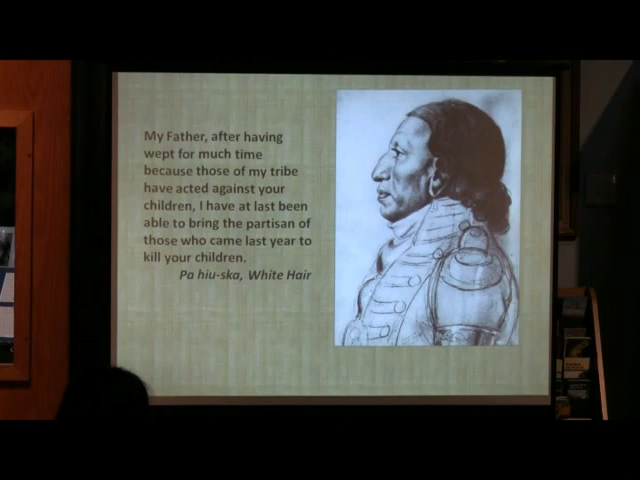 My Father, after having
wept for much time
because those of my tribe
have acted against your
children, I have at last been
able to bring the partisan of
those who came last year to
kill your children.
Pa hiu-ska, White Hair